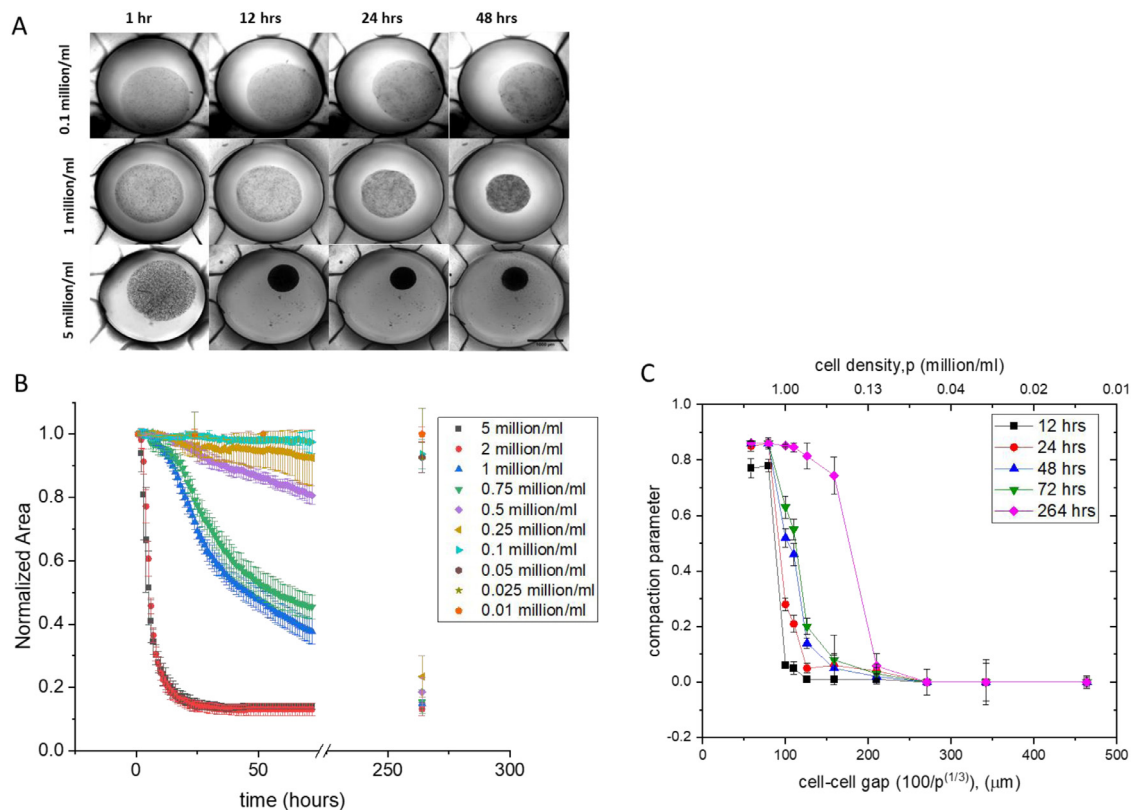 A
1 hr 12 hrs 24 hrs 48 hrs
0.1 million/ml
1 million/ml
5 million/ml
B
1.0
0.8
0.6
0.4
0.2
0.0
Normalized Area
0 50 250 300
time (hours)
5 million/ml
2 million/ml
1 million/ml
0.75 million/ml
0.5 million/ml
0.25 million/ml
0.1 million/ml
0.05 million/ml
0.025 million/ml
0.01 million/ml
C
cell density,p (million/ml)
1.00 0.13 0.04 0.02 0.01
1.0
0.8
0.6
0.4
0.2
0.0
-0.2
compaction parameter
12 hrs
24 hrs
48 hrs
72 hrs
264 hrs
0 100 200 300 400 500
cell-cell gap (100/p^(1/3)), (μm)